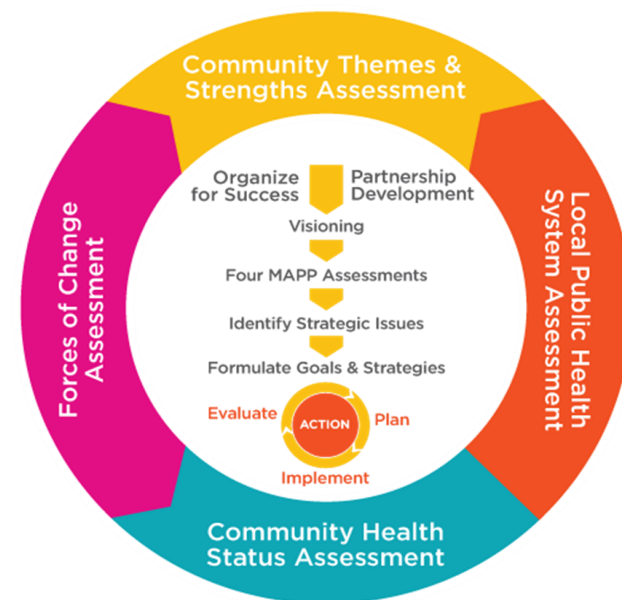 Community Themes &
Strengths Assessment
Local Public Health
System Assessment
Community Health
Status Assessment
Forces of Change
Assessment
Organize
for Success
Partnership
Development
Visioning
Four MAPP Assessments
Identify Strategic Issues
Formulate Goals & Strategies
Evaluate
ACTION
Plan
Implement